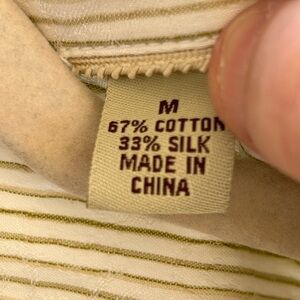 M
67% COTTON
33% SILK
MADE IN
CHINA